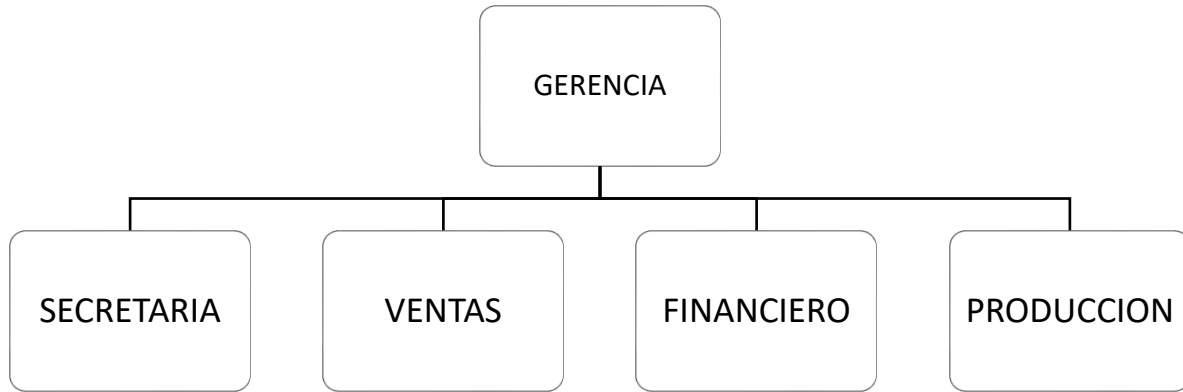 GERENCIA
SECRETARIA
VENTAS
FINANCIERO
PRODUCCION